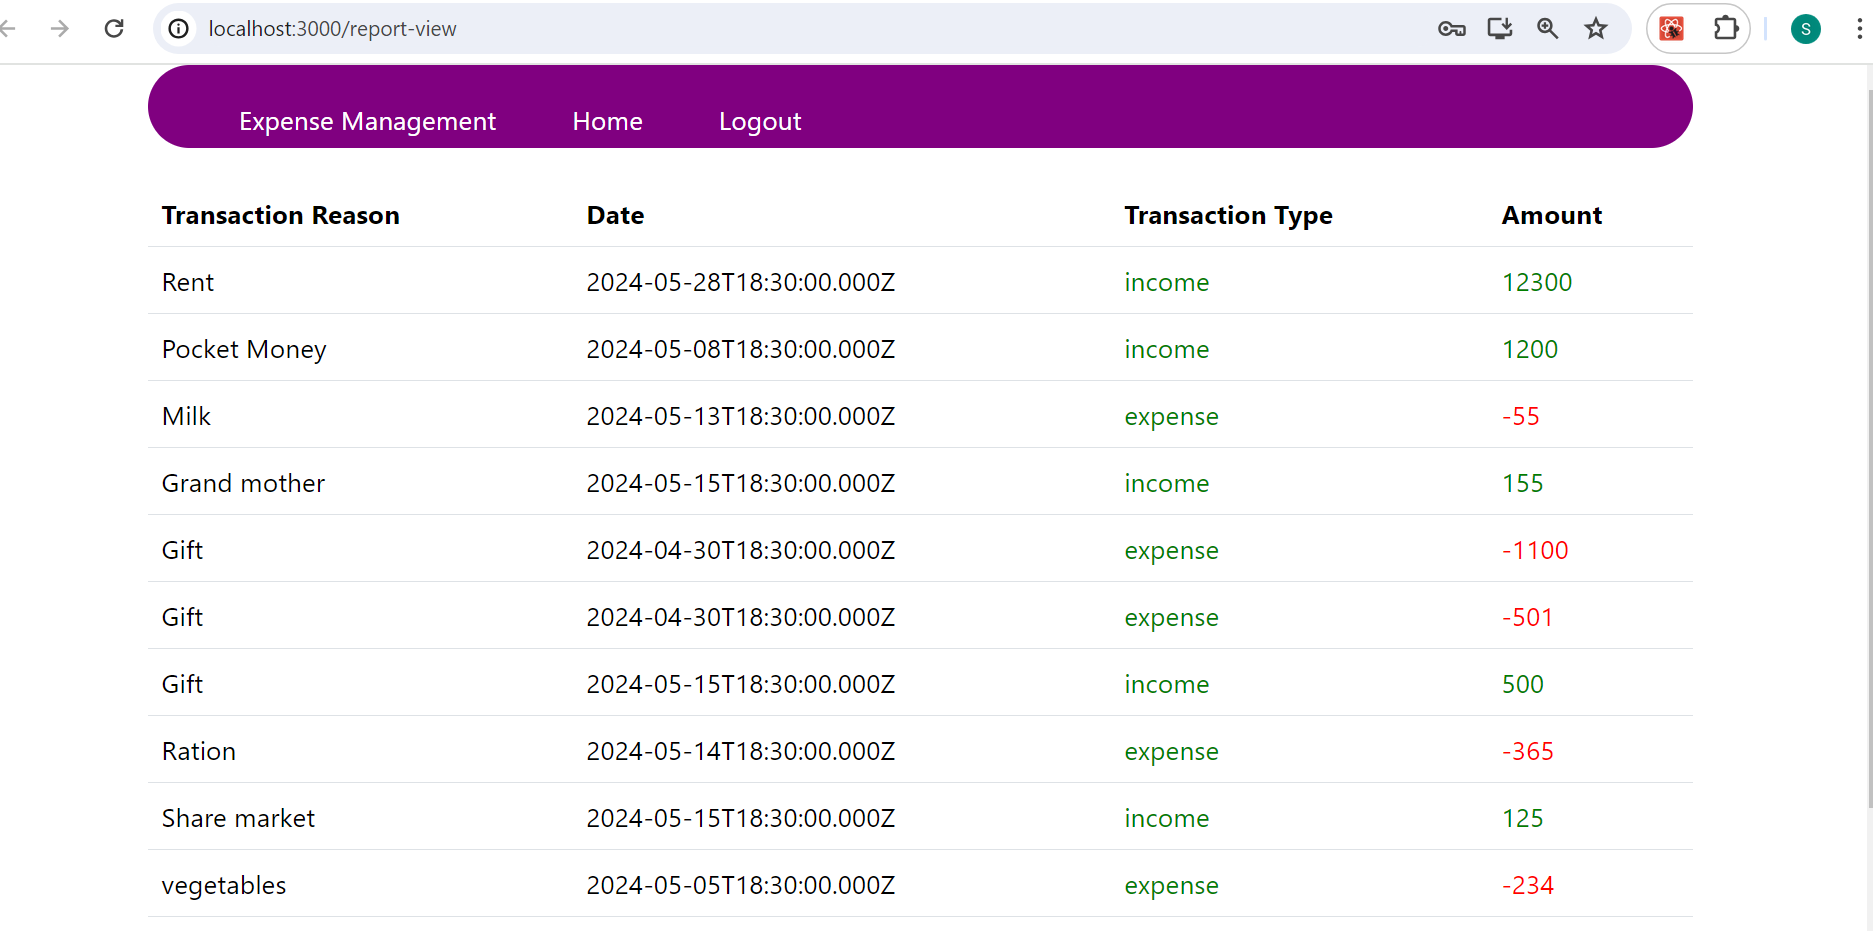 localhost:3000/report-view
S
Expense Management Home Logout
Transaction Reason Date Transaction Type Amount
Rent 2024-05-28T18:30:00.000Z income 12300
Pocket Money 2024-05-08T18:30:00.000Z income 1200
Milk 2024-05-13T18:30:00.000Z expense -55
Grand mother 2024-05-15T18:30:00.000Z income 155
Gift 2024-04-30T18:30:00.000Z expense -1100
Gift 2024-04-30T18:30:00.000Z expense -501
Gift 2024-05-15T18:30:00.000Z income 500
Ration 2024-05-14T18:30:00.000Z expense -365
Share market 2024-05-15T18:30:00.000Z income 125
vegetables 2024-05-05T18:30:00.000Z expense -234